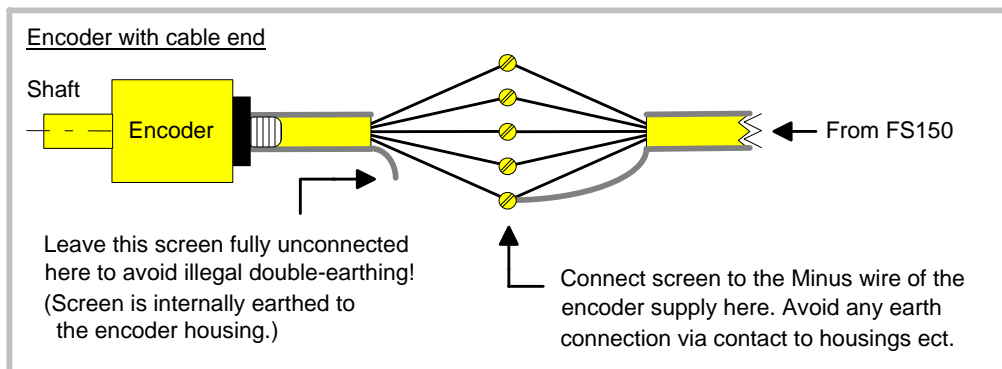 Encoder with cable end
Shaft
Encoder
From FS150
Leave this screen fully unconnected
here to avoid illegal double-earthing!
(Screen is internally earthed to
the encoder housing.)
Connect screen to the Minus wire of the
encoder supply here. Avoid any earth
connection via contact to housings ect.